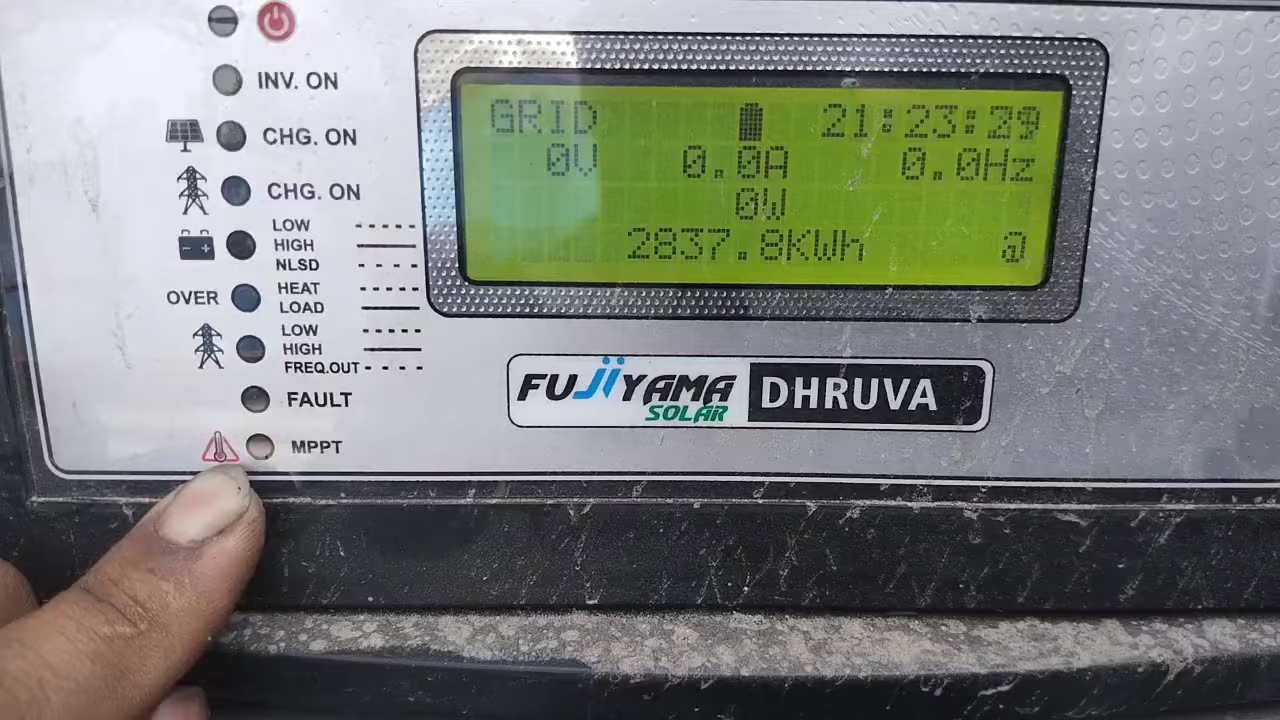 INV. ON
CHG. ON
CHG. ON
LOW
HIGH
NLSD
OVER
HEAT
LOAD
LOW
HIGH
FREQ.OUT
FAULT
MPPT
GRID 21:23:29
0V 0.0A 0.0Hz
0W
2837.8KWh @
FUJIYAMA
SOLAR
DHRUVA